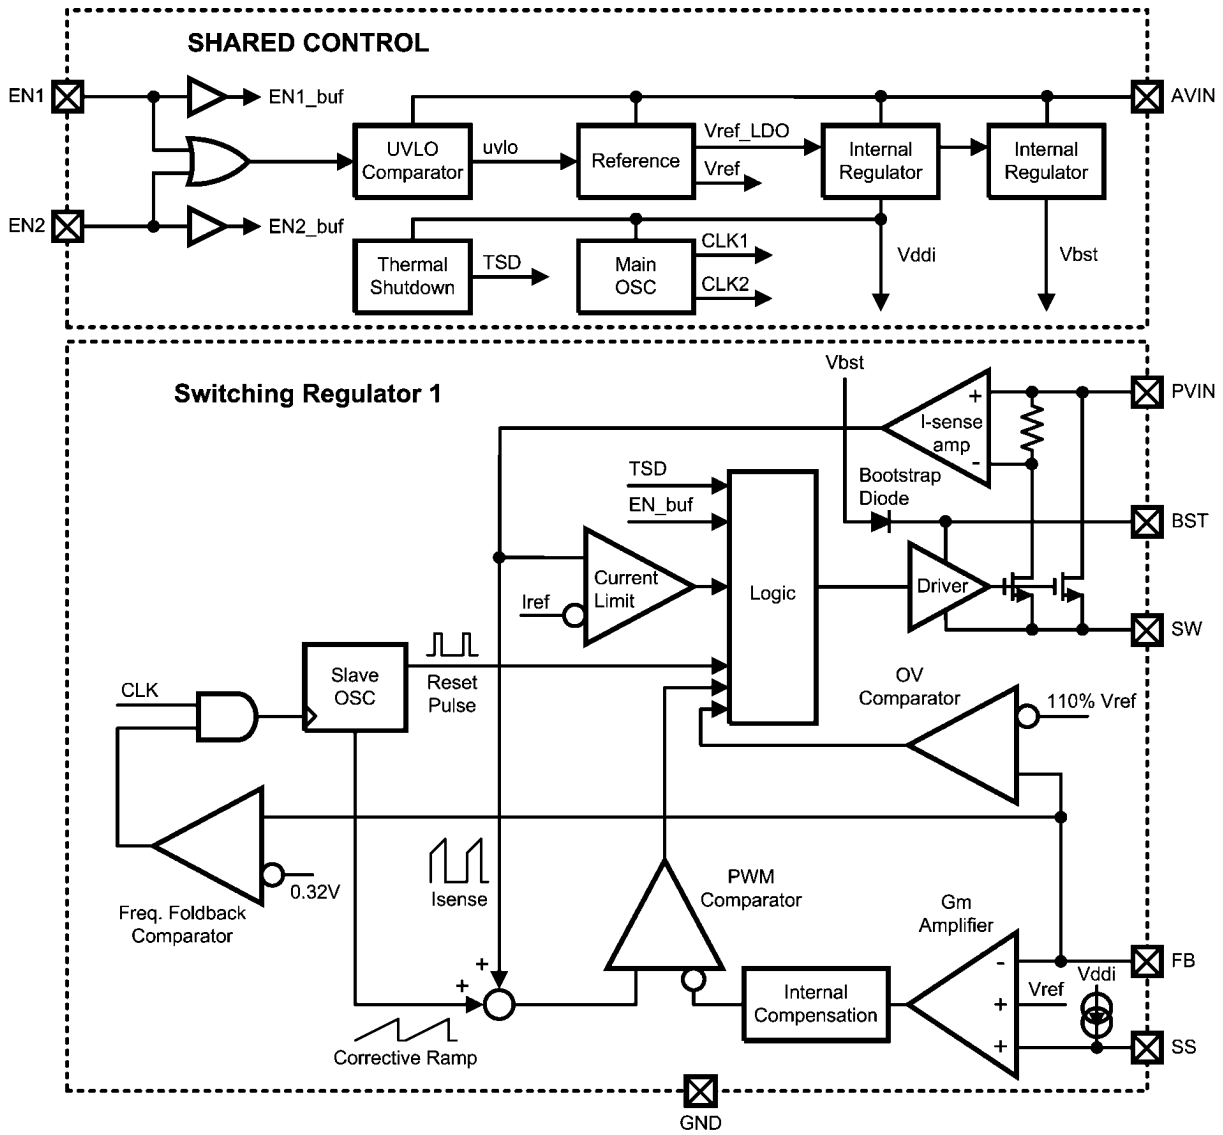 SHARED CONTROL
EN1
EN1_buf
AVIN
UVLO
Comparator
uvlo
Reference
Vref_LDO
Vref
Internal
Regulator
Internal
Regulator
EN2
EN2_buf
Thermal
Shutdown
TSD
Main
OSC
CLK1
CLK2
Vddi
Vbst
Switching Regulator 1
Vbst
PVIN
+
I-sense
amp
-
TSD
EN_buf
Bootstrap
Diode
BST
Current
Limit
Iref
Logic
Driver
SW
Slave
OSC
CLK
Reset
Pulse
OV
Comparator
110% Vref
0.32V
Freq. Foldback
Comparator
Isense
PWM
Comparator
Gm
Amplifier
+
+
Corrective Ramp
Internal
Compensation
-
+
+
Vref
Vddi
FB
SS
GND